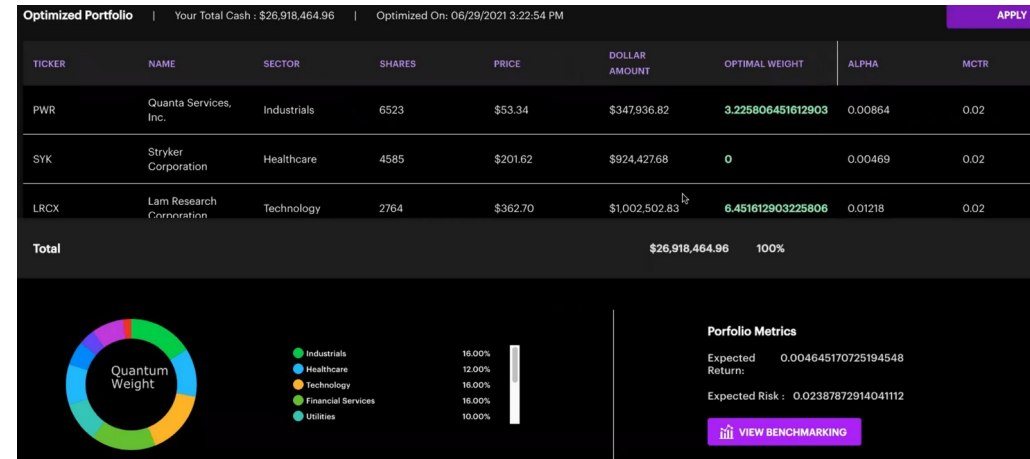 Optimized Portfolio | Your Total Cash : $26,918,464.96 | Optimized On: 06/29/2021 3:22:54 PM APPLY
TICKER NAME SECTOR SHARES PRICE DOLLAR AMOUNT OPTIMAL WEIGHT ALPHA MCTR
PWR Quanta Services, Inc. Industrials 6523 $53.34 $347,936.82 3.225806451612903 0.00864 0.02
SYK Stryker Corporation Healthcare 4585 $201.62 $924,427.68 0 0.00469 0.02
LRCX Lam Research Corporation Technology 2764 $362.70 $1,002,502.83 6.451612903225806 0.01218 0.02
Total $26,918,464.96 100%
Quantum
Weight
Industrials 16.00%
Healthcare 12.00%
Technology 16.00%
Financial Services 16.00%
Utilities 10.00%
Porfolio Metrics
Expected Return: 0.004645170725194548
Expected Risk : 0.02387872914041112
VIEW BENCHMARKING